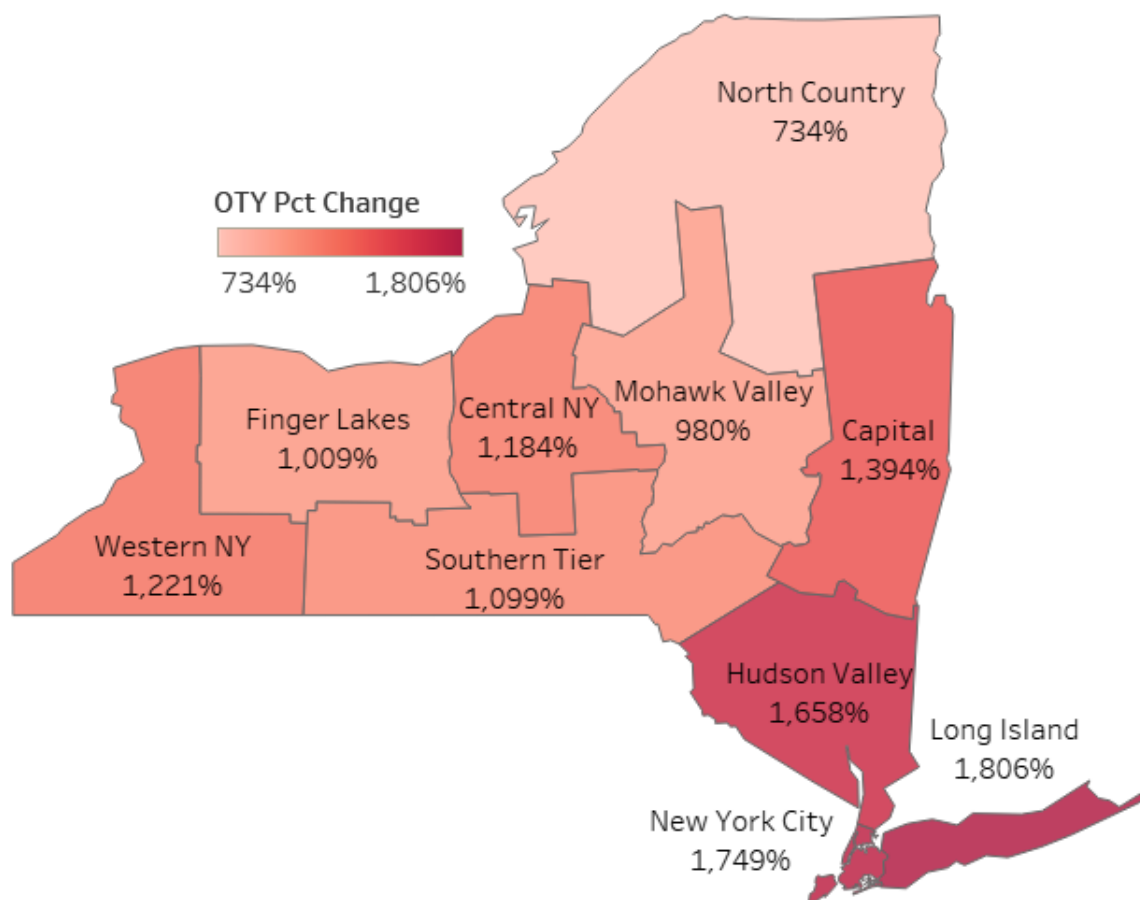 North Country
734%
OTY Pct Change
734% 1,806%
Mohawk Valley
980%
Central NY
1,184%
Finger Lakes
1,009%
Capital
1,394%
Western NY
1,221%
Southern Tier
1,099%
Hudson Valley
1,658%
Long Island
1,806%
New York City
1,749%